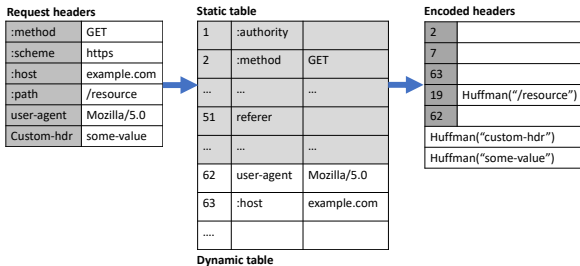 Request headers
:method GET
:scheme https
:host example.com
:path /resource
user-agent Mozilla/5.0
Custom-hdr some-value
Static table
1 :authority
2 :method GET
... ... ...
51 referer
... ... ...
62 user-agent Mozilla/5.0
63 :host example.com
....
Dynamic table
Encoded headers
2
7
63
19 Huffman(“/resource”)
62
Huffman(“custom-hdr”)
Huffman(“some-value”)